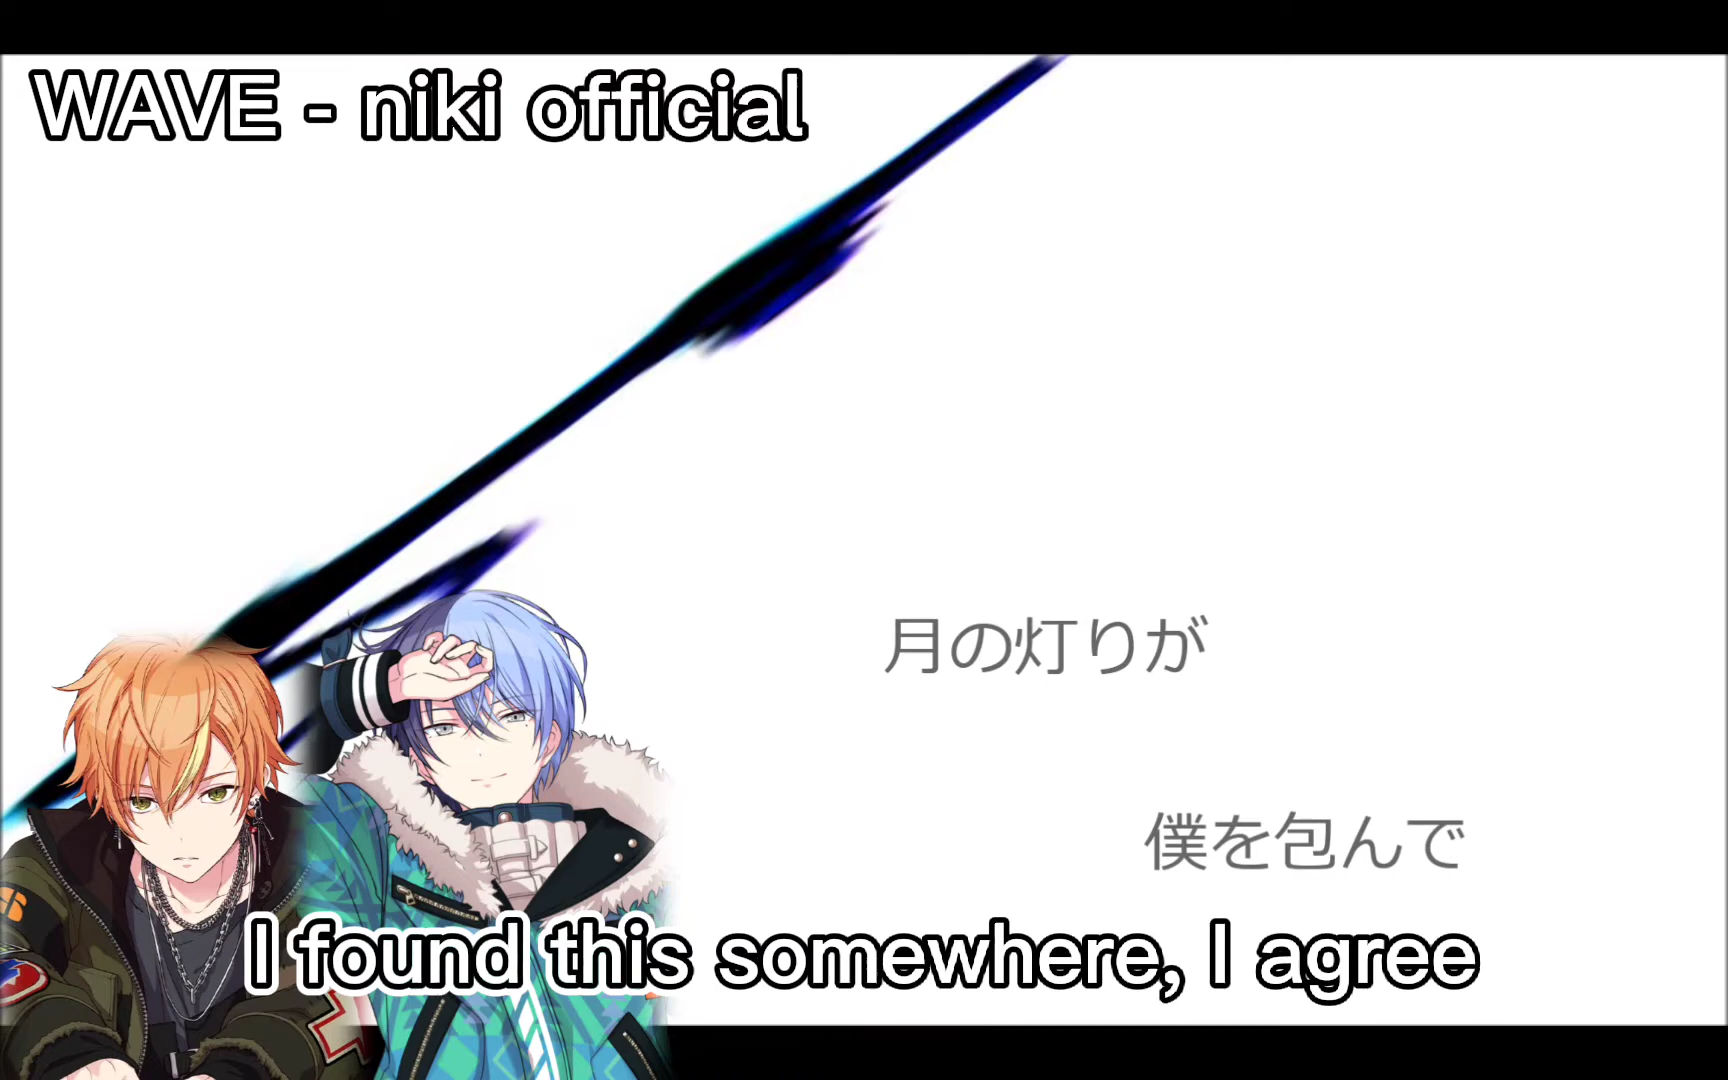 WAVE - niki official
月の灯りが
僕を包んで
I found this somewhere, I agree
S